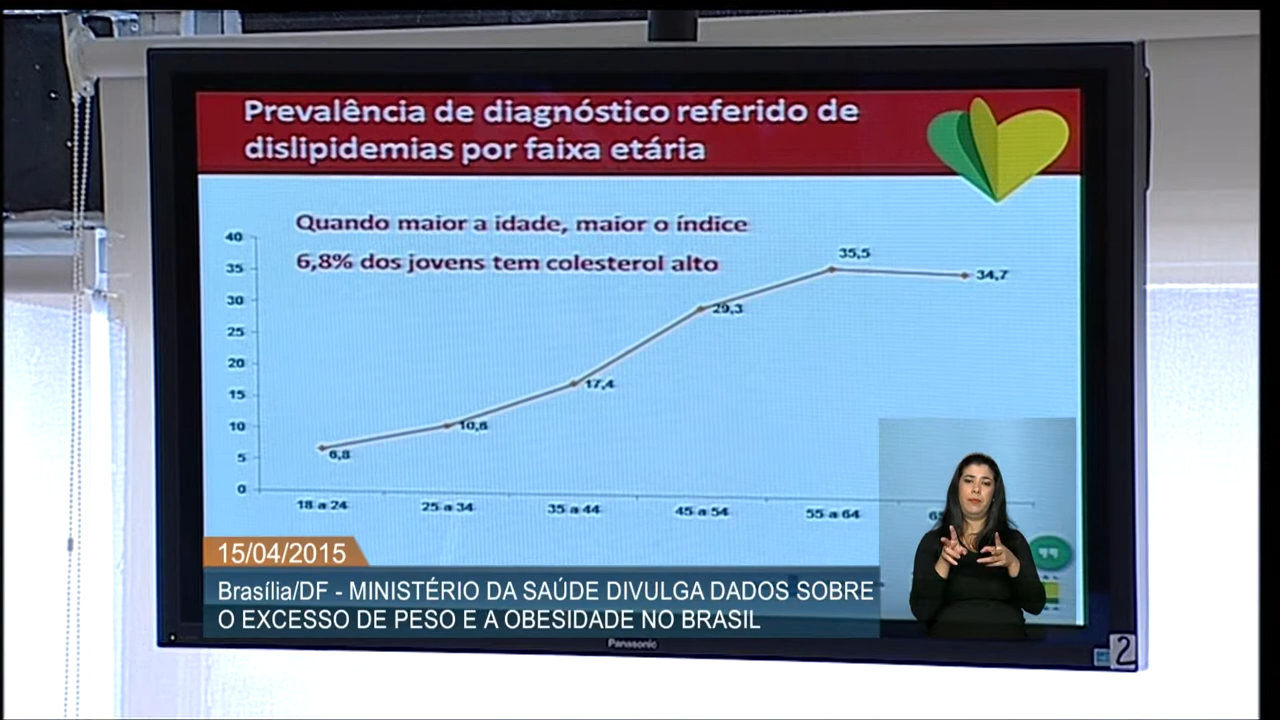 Prevalência de diagnóstico referido de
dislipidemias por faixa etária
Quando maior a idade, maior o índice
6,8% dos jovens tem colesterol alto
40
35
30
25
20
15
10
5
0
6,8
10,6
17,4
29,3
35,5
34,7
18 a 24
25 a 34
35 a 44
45 a 54
55 a 64
15/04/2015
Brasília/DF - MINISTÉRIO DA SAÚDE DIVULGA DADOS SOBRE
O EXCESSO DE PESO E A OBESIDADE NO BRASIL
Panasonic
2